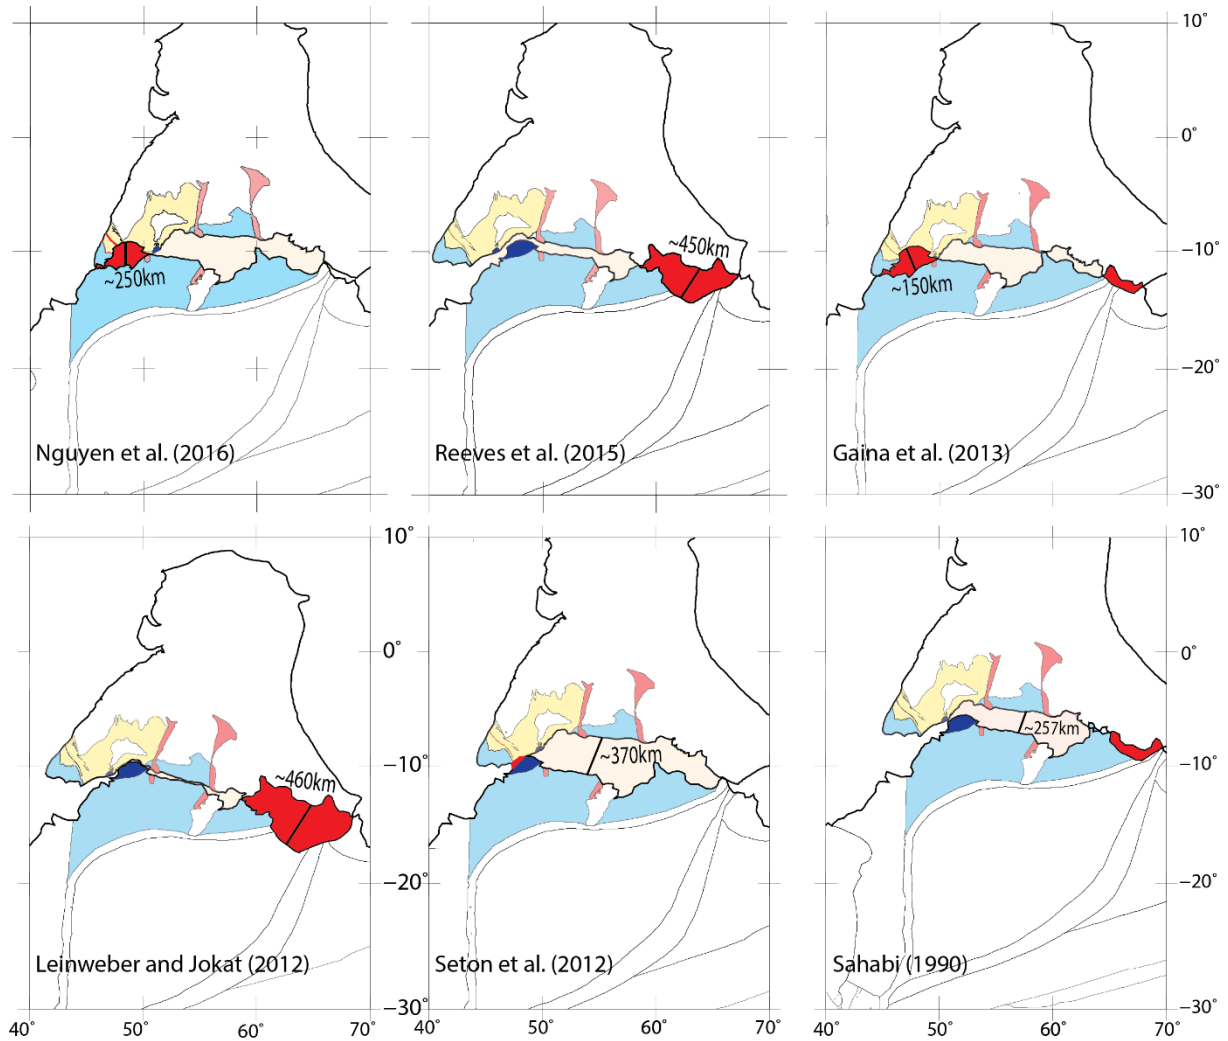 10°
0°
−10°
−20°
−30°
~250km
Nguyen et al. (2016)
~450km
Reeves et al. (2015)
~150km
Gaina et al. (2013)
10°
0°
−10°
−20°
−30°
~460km
Leinweber and Jokat (2012)
~370km
Seton et al. (2012)
~257km
Sahabi (1990)
10°
0°
−10°
−20°
−30°
40° 50° 60° 70° 50° 60° 70° 40° 50° 60° 70°